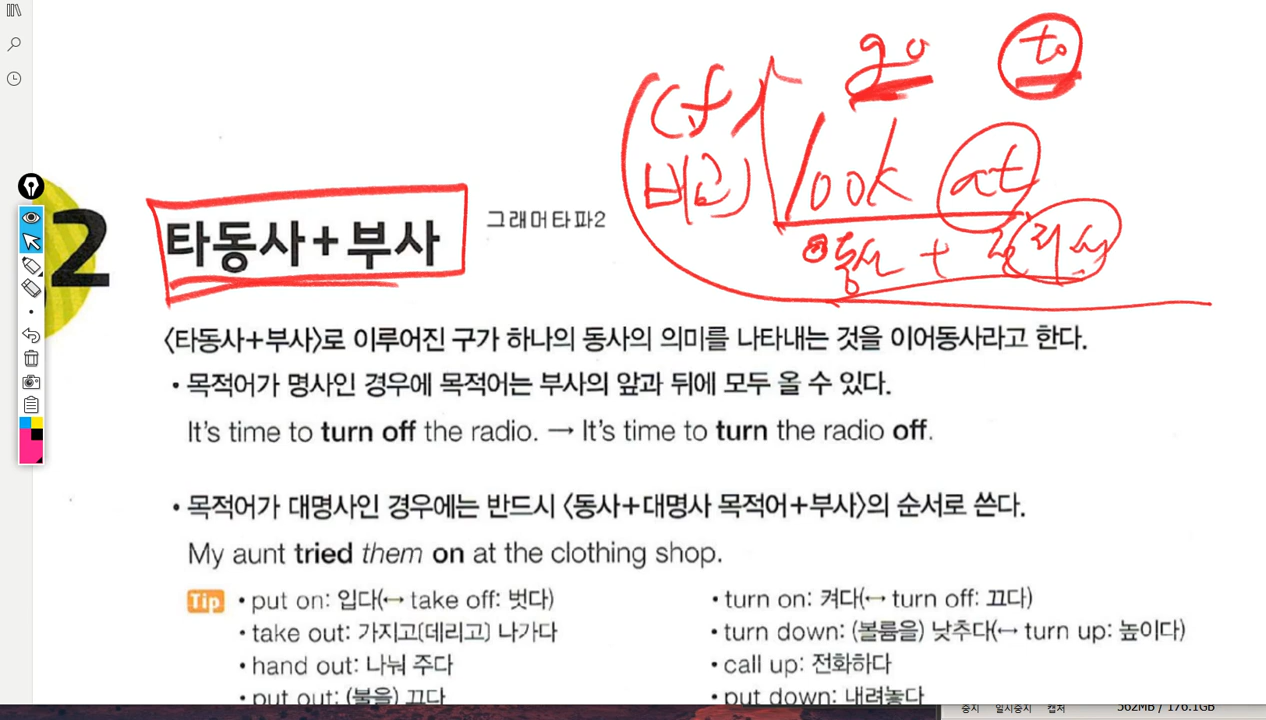 go to
(cf
비교)
look at
동사 +
2
타동사+부사
그래머타파2
〈타동사+부사〉로 이루어진 구가 하나의 동사의 의미를 나타내는 것을 이어동사라고 한다.
• 목적어가 명사인 경우에 목적어는 부사의 앞과 뒤에 모두 올 수 있다.
It's time to turn off the radio. → It's time to turn the radio off.
• 목적어가 대명사인 경우에는 반드시 〈동사+대명사 목적어+부사〉의 순서로 쓴다.
My aunt tried them on at the clothing shop.
Tip • put on: 입다(↔ take off: 벗다)
• take out: 가지고[데리고] 나가다
• hand out: 나눠 주다
• put out: (불을) 끄다
• turn on: 켜다(↔ turn off: 끄다)
• turn down: (볼륨을) 낮추다(↔ turn up: 높이다)
• call up: 전화하다
• put down: 내려놓다
중지 일시중지 캡처 562MB / 176.1GB